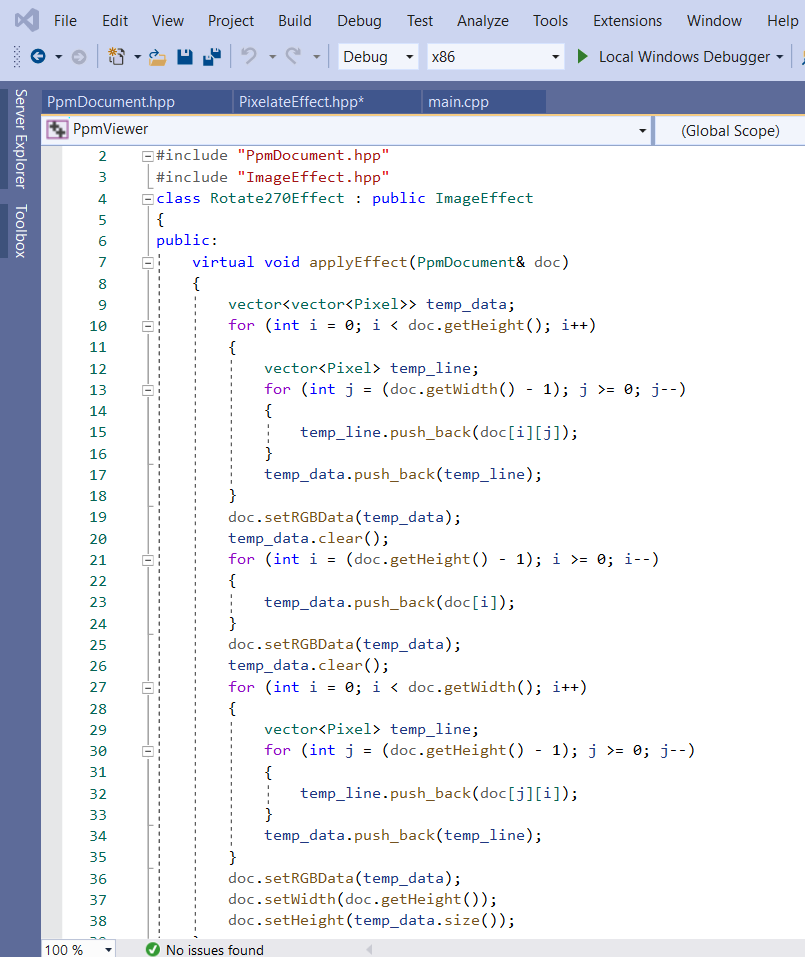 File Edit View Project Build Debug Test Analyze Tools Extensions Window Help
Debug x86 Local Windows Debugger
Server Explorer
Toolbox
PpmDocument.hpp PixelateEffect.hpp* main.cpp
PpmViewer (Global Scope)
2 #include "PpmDocument.hpp"
3 #include "ImageEffect.hpp"
4 class Rotate270Effect : public ImageEffect
5 {
6 public:
7 virtual void applyEffect(PpmDocument& doc)
8 {
9 vector<vector<Pixel>> temp_data;
10 for (int i = 0; i < doc.getHeight(); i++)
11 {
12 vector<Pixel> temp_line;
13 for (int j = (doc.getWidth() - 1); j >= 0; j--)
14 {
15 temp_line.push_back(doc[i][j]);
16 }
17 temp_data.push_back(temp_line);
18 }
19 doc.setRGBData(temp_data);
20 temp_data.clear();
21 for (int i = (doc.getHeight() - 1); i >= 0; i--)
22 {
23 temp_data.push_back(doc[i]);
24 }
25 doc.setRGBData(temp_data);
26 temp_data.clear();
27 for (int i = 0; i < doc.getWidth(); i++)
28 {
29 vector<Pixel> temp_line;
30 for (int j = (doc.getHeight() - 1); j >= 0; j--)
31 {
32 temp_line.push_back(doc[j][i]);
33 }
34 temp_data.push_back(temp_line);
35 }
36 doc.setRGBData(temp_data);
37 doc.setWidth(doc.getHeight());
38 doc.setHeight(temp_data.size());
100 % No issues found